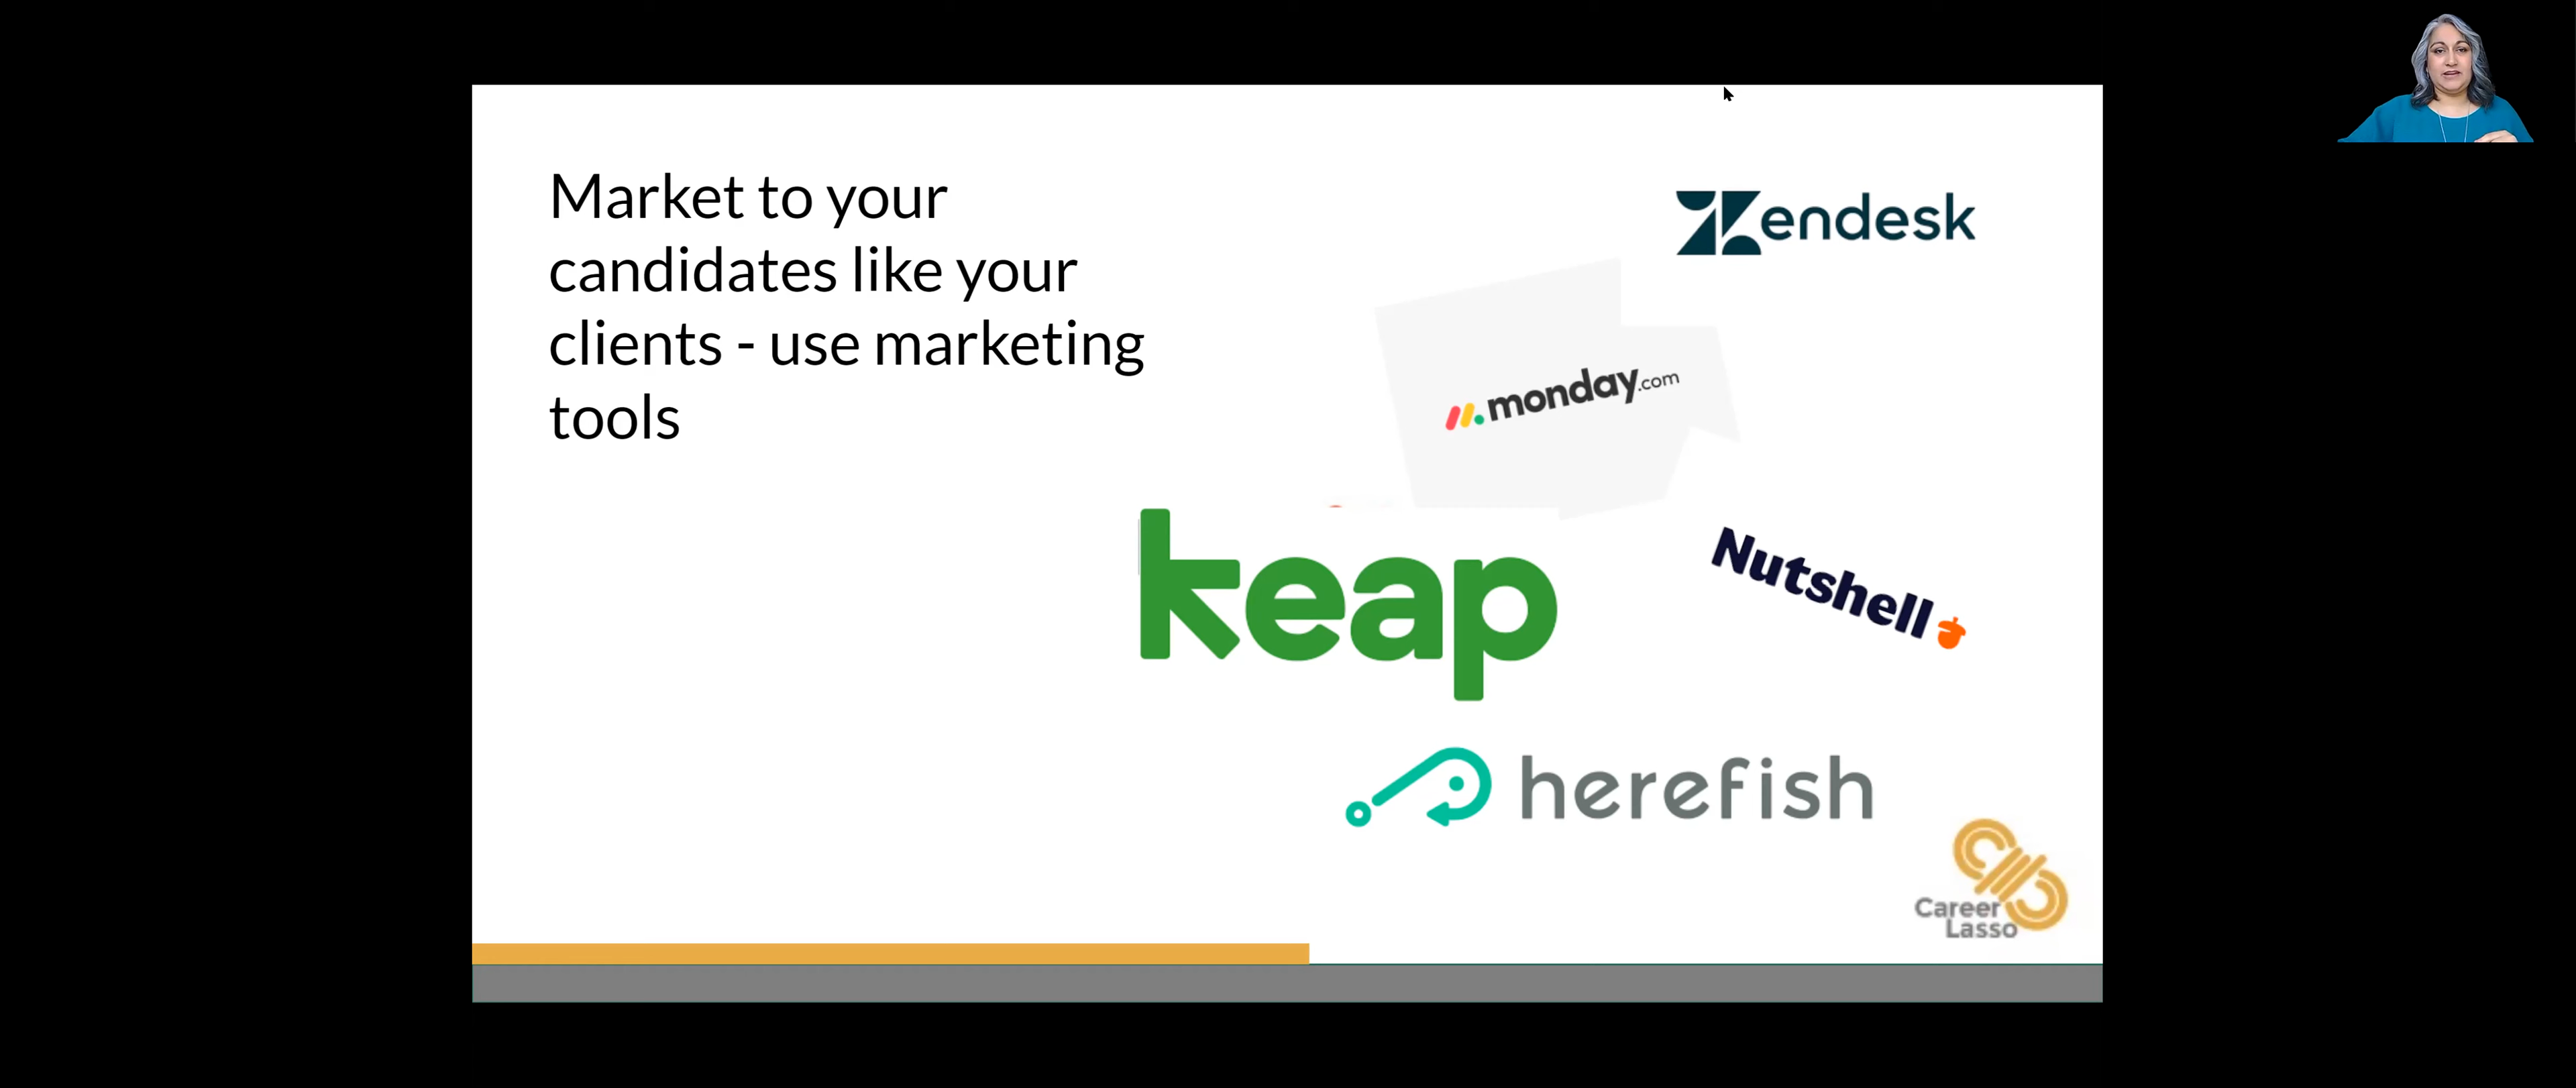 Market to your
candidates like your
clients - use marketing
tools
Zendesk
monday.com
keap
Nutshell
herefish
Career
Lasso